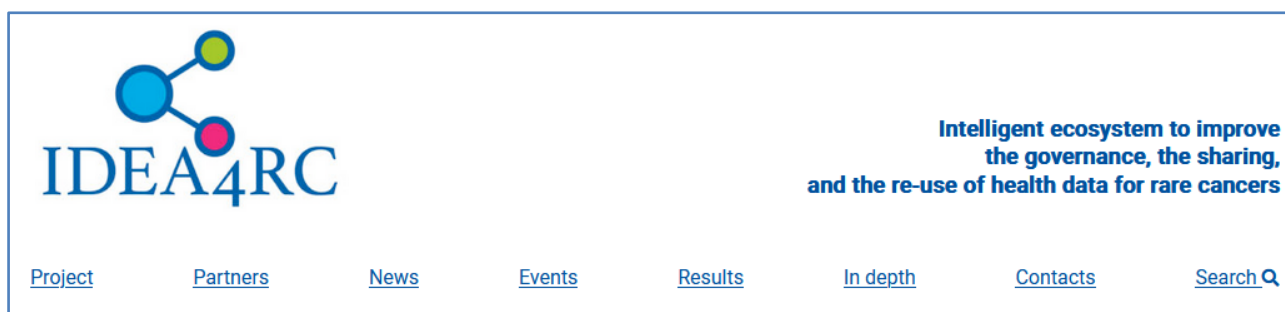 IDEA4RC
Intelligent ecosystem to improve
the governance, the sharing,
and the re-use of health data for rare cancers
Project Partners News Events Results In depth Contacts Search